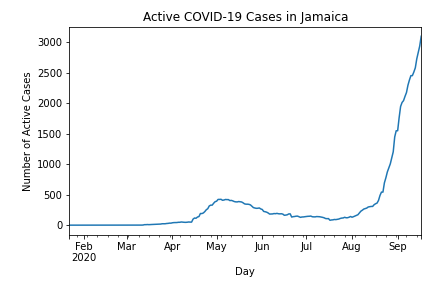 Active COVID-19 Cases in Jamaica
3000
2500
2000
1500
1000
500
0
Number of Active Cases
Feb Mar Apr May Jun Jul Aug Sep
2020
Day